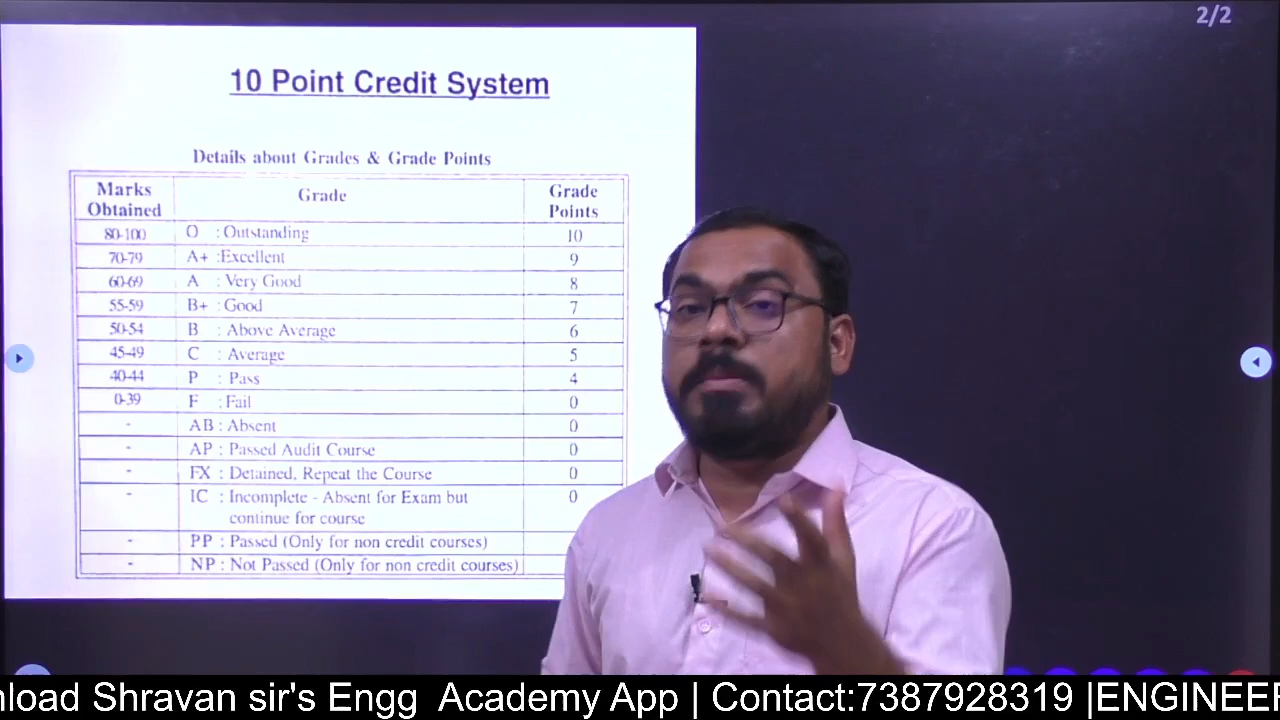 2/2
10 Point Credit System
Details about Grades & Grade Points
Marks Obtained Grade Grade Points
80-100 O : Outstanding 10
70-79 A+ :Excellent 9
60-69 A : Very Good 8
55-59 B+ : Good 7
50-54 B : Above Average 6
45-49 C : Average 5
40-44 P : Pass 4
0-39 F : Fail 0
- AB : Absent 0
- AP : Passed Audit Course 0
- FX : Detained, Repeat the Course 0
- IC : Incomplete - Absent for Exam but 0
continue for course
- PP : Passed (Only for non credit courses)
- NP : Not Passed (Only for non credit courses)
nload Shravan sir's Engg Academy App | Contact:7387928319 |ENGINEE